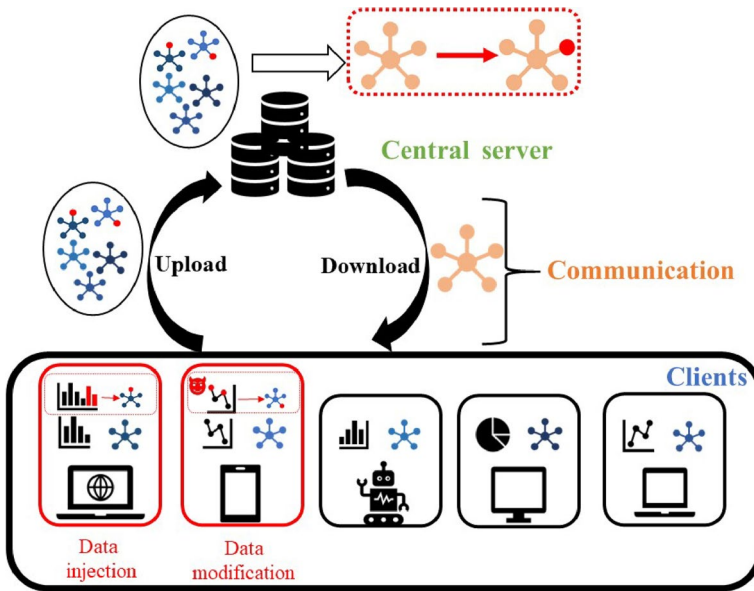 Central server
Upload
Download
Communication
Clients
Data
injection
Data
modification